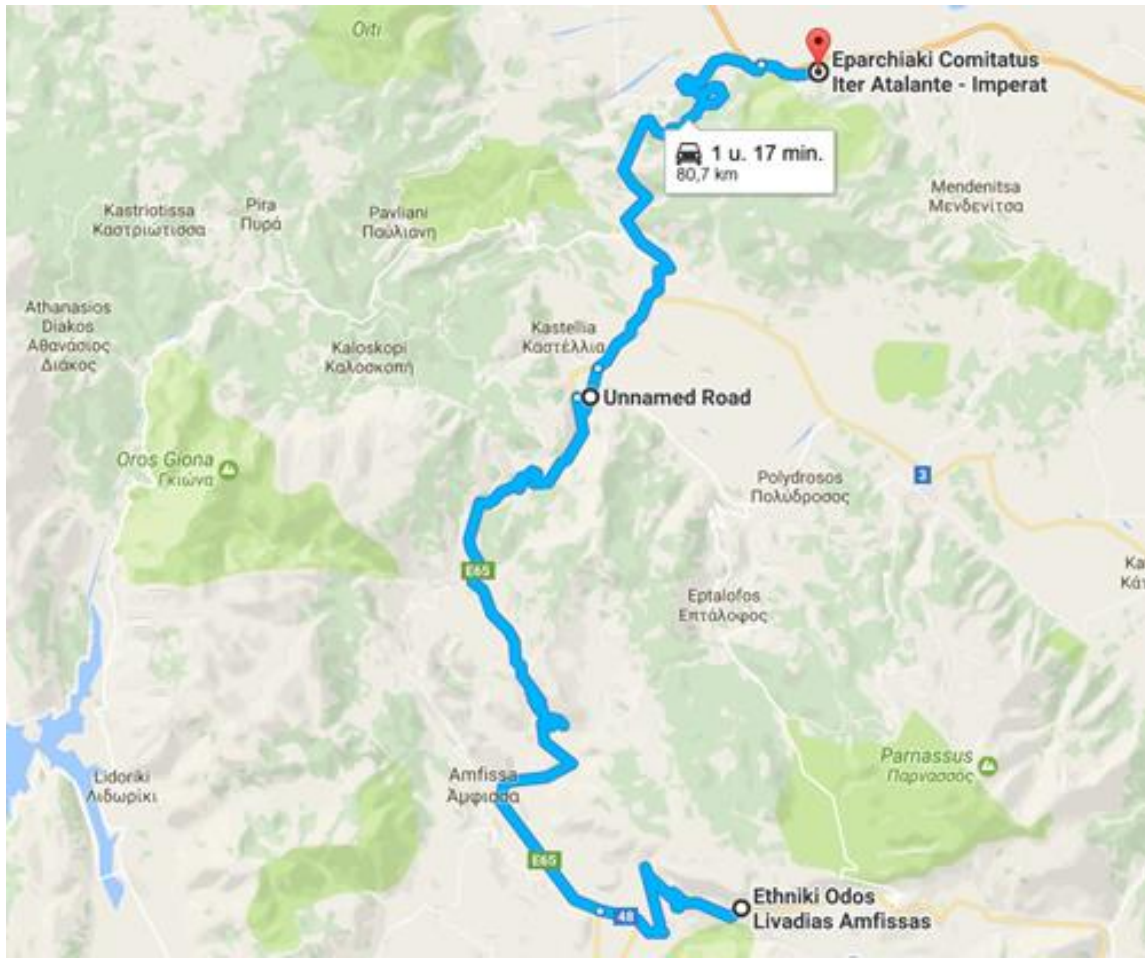 Oiti
Eparchiaki Comitatus
Iter Atalante - Imperat
1 u. 17 min.
80,7 km
Mendenitsa
Μενδενίτσα
Kastriotissa
Καστριώτισσα
Pira
Πυρά
Pavliani
Παύλιανη
Athanasios
Diakos
Αθανάσιος
Διάκος
Kaloskopi
Καλοσκοπή
Kastellia
Καστέλλια
Unnamed Road
Oros Giona
Γκιώνα
Polydrosos
Πολύδροσος
3
E65
Ka
Κάτ
Eptalofos
Επτάλοφος
Lidoriki
Λιδωρίκι
Amfissa
Άμφισσα
Parnassus
Παρνασσός
E65
48
Ethniki Odos
Livadias Amfissas